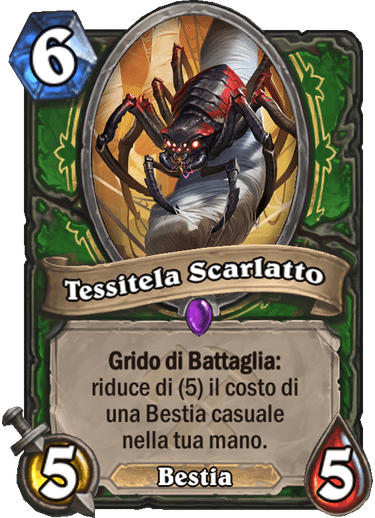 6
Tessitela Scarlatto
Grido di Battaglia:
riduce di (5) il costo di
una Bestia casuale
nella tua mano.
5
Bestia
5